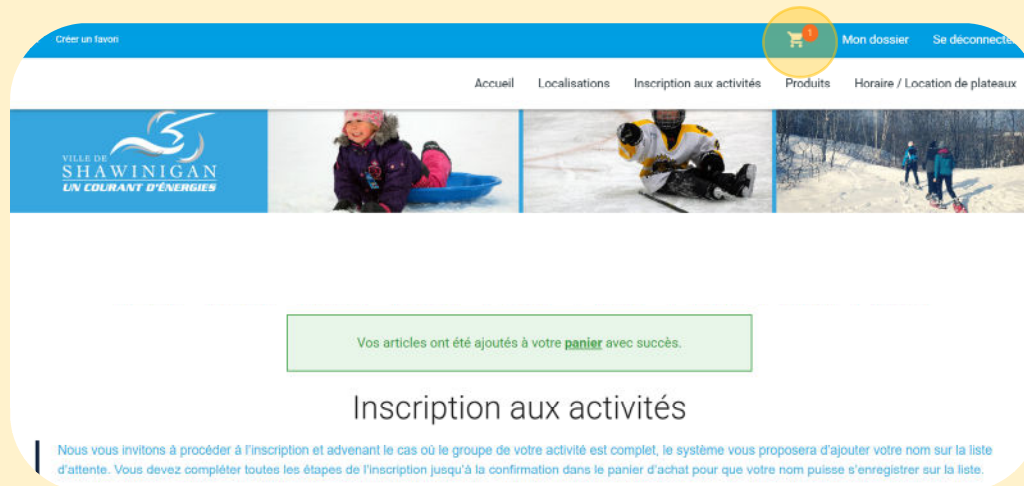 Créer un favori
1
Mon dossier
Se déconnecte
Accueil Localisations Inscription aux activités Produits Horaire / Location de plateaux
VILLE DE
SHAWINIGAN
UN COURANT D'ÉNERGIES
Vos articles ont été ajoutés à votre panier avec succès.
Inscription aux activités
Nous vous invitons à procéder à l'inscription et advenant le cas où le groupe de votre activité est complet, le système vous proposera d'ajouter votre nom sur la liste
d'attente. Vous devez compléter toutes les étapes de l'inscription jusqu'à la confirmation dans le panier d'achat pour que votre nom puisse s'enregistrer sur la liste.